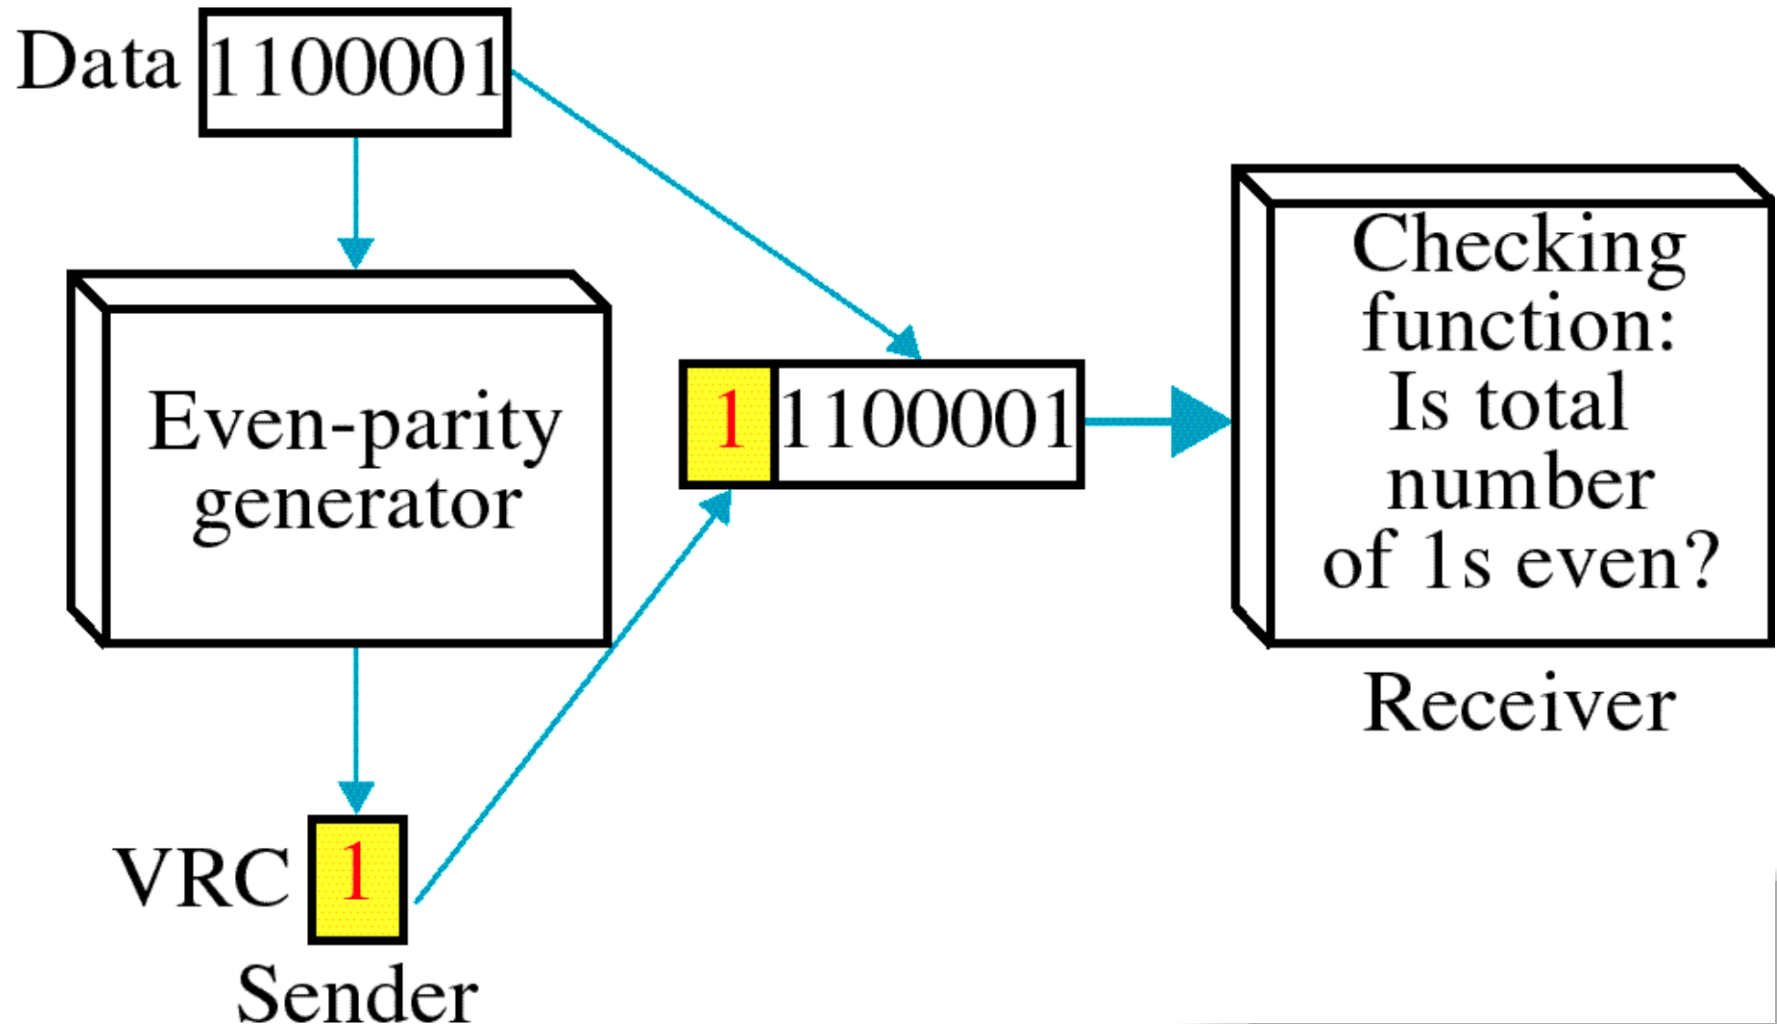 Data 1100001
Even-parity
generator
VRC 1
Sender
1 1100001
Checking
function:
Is total
number
of 1s even?
Receiver